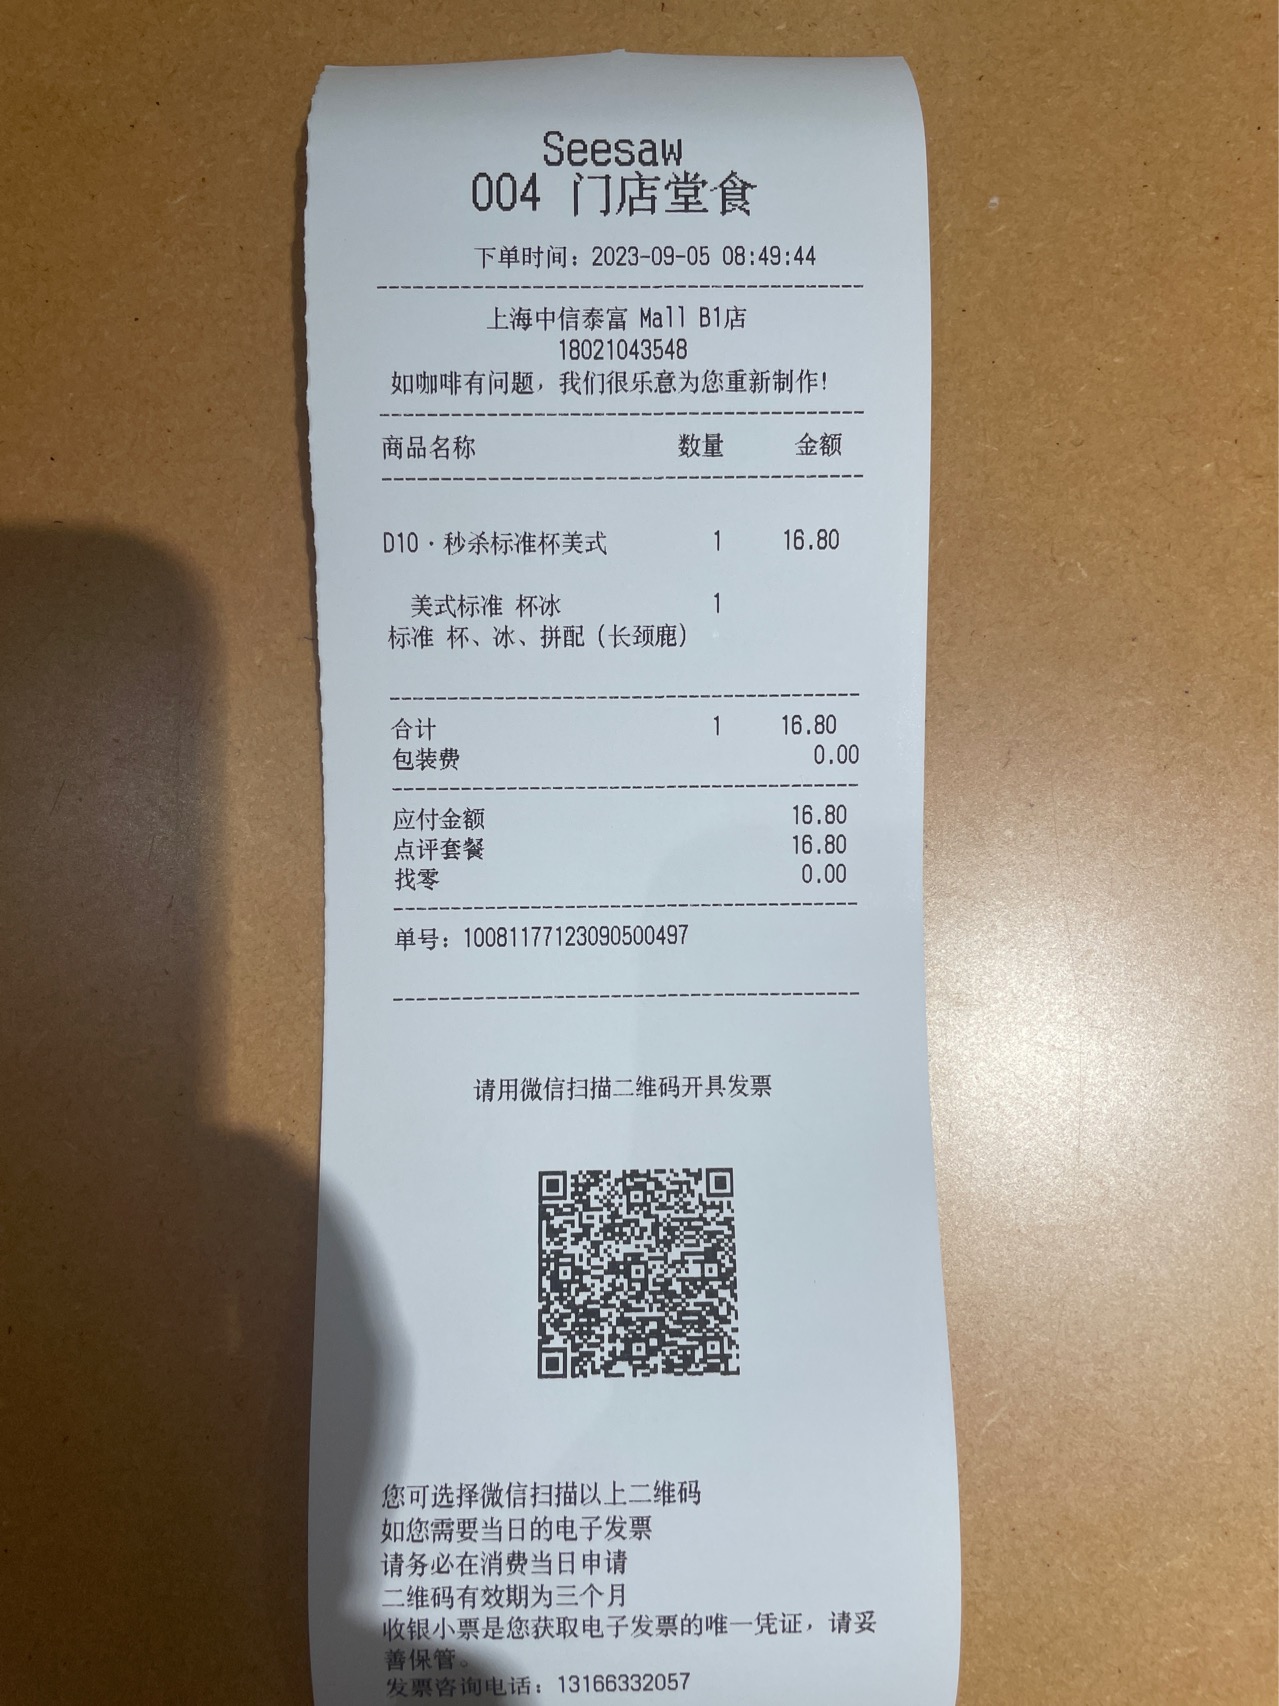 Seesaw
004 门店堂食
下单时间：2023-09-05 08:49:44
上海中信泰富 Mall B1店
18021043548
如咖啡有问题，我们很乐意为您重新制作！
商品名称 数量 金额
D10·秒杀标准杯美式 1 16.80
美式标准 杯冰 1
标准 杯、冰、拼配（长颈鹿）
合计 1 16.80
包装费 0.00
应付金额 16.80
点评套餐 16.80
找零 0.00
单号：10081177123090500497
请用微信扫描二维码开具发票
您可选择微信扫描以上二维码
如您需要当日的电子发票
请务必在消费当日申请
二维码有效期为三个月
收银小票是您获取电子发票的唯一凭证，请妥
善保管。
发票咨询电话：13166332057